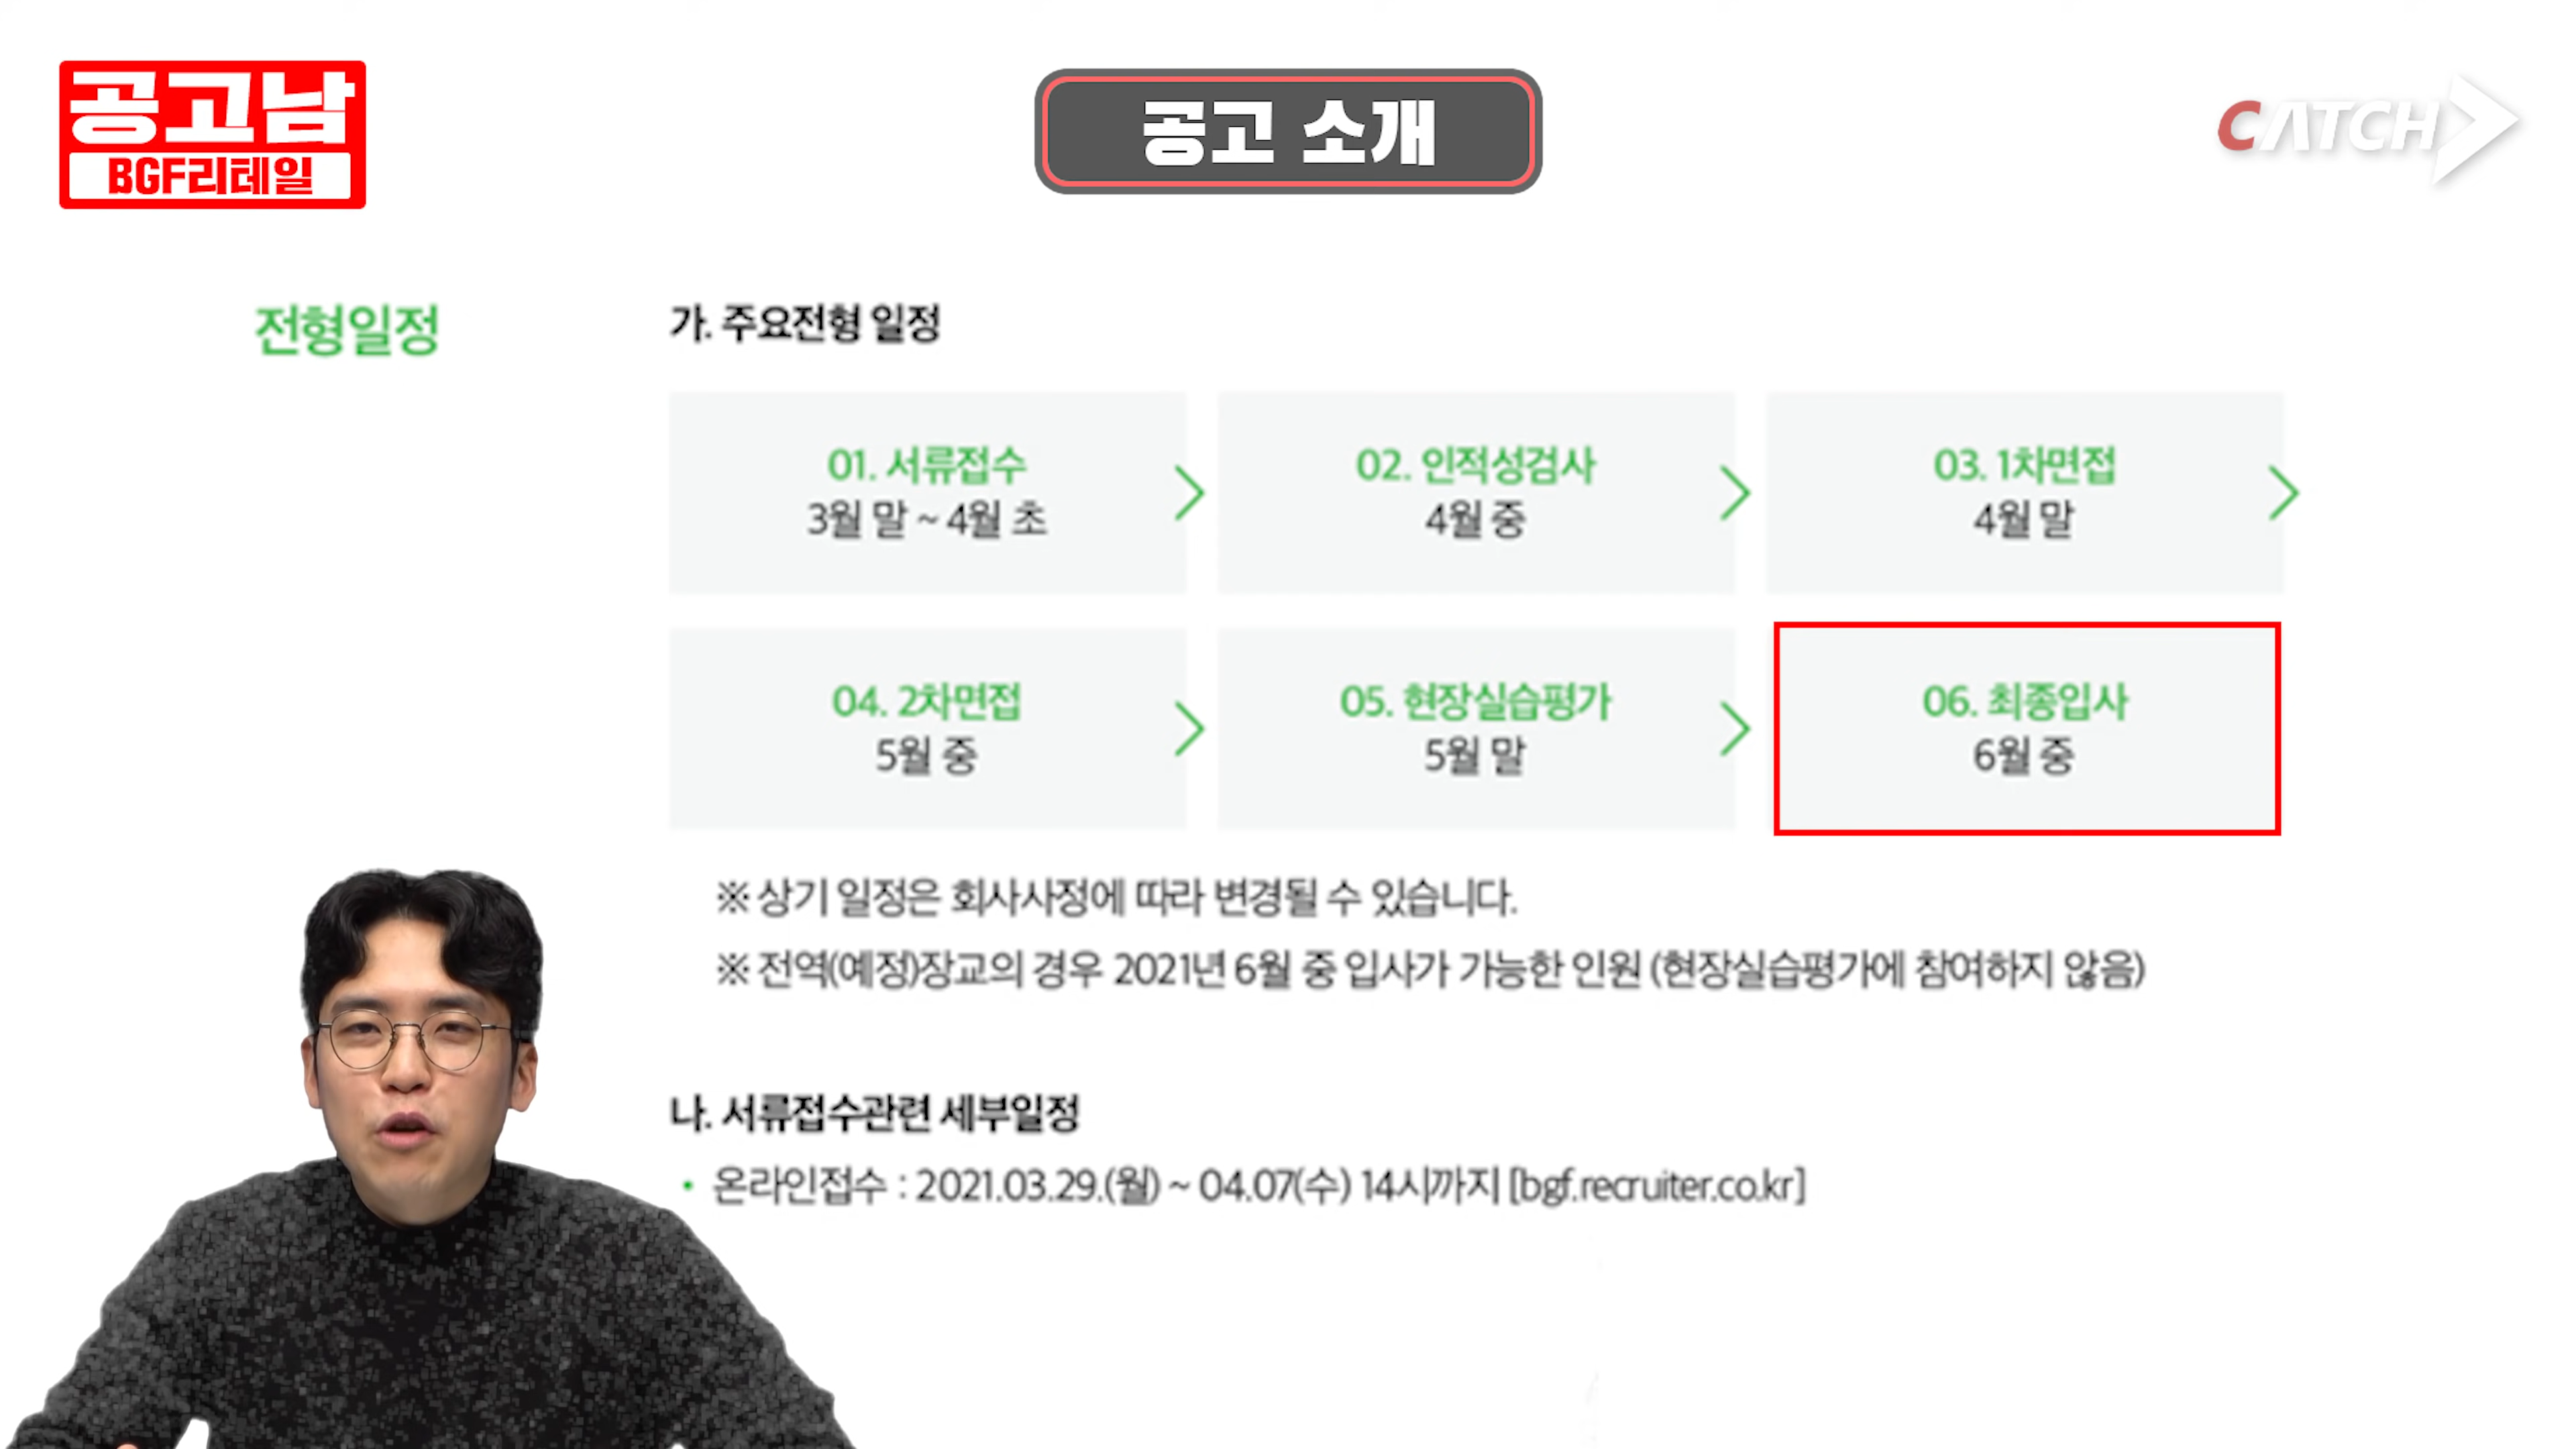 공고남
BGF리테일
공고 소개
CATCH
전형일정
가. 주요전형 일정
01. 서류접수
3월 말 ~ 4월 초
02. 인적성검사
4월 중
03. 1차면접
4월 말
04. 2차면접
5월 중
05. 현장실습평가
5월 말
06. 최종입사
6월 중
※ 상기 일정은 회사사정에 따라 변경될 수 있습니다.
※ 전역(예정)장교의 경우 2021년 6월 중 입사가 가능한 인원 (현장실습평가에 참여하지 않음)
나. 서류접수관련 세부일정
• 온라인접수 : 2021.03.29.(월) ~ 04.07(수) 14시까지 [bgf.recruiter.co.kr]